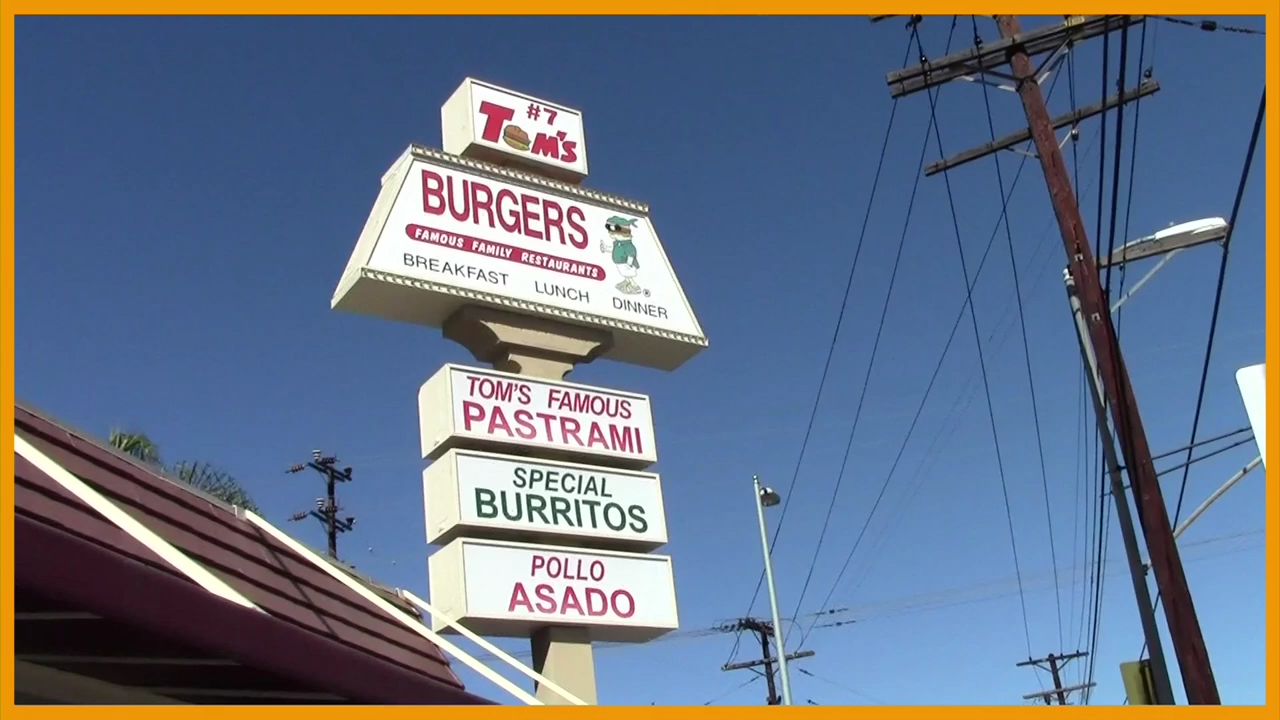 #7
TOM'S
BURGERS
FAMOUS FAMILY RESTAURANTS
BREAKFAST LUNCH DINNER
®
TOM'S FAMOUS
PASTRAMI
SPECIAL
BURRITOS
POLLO
ASADO